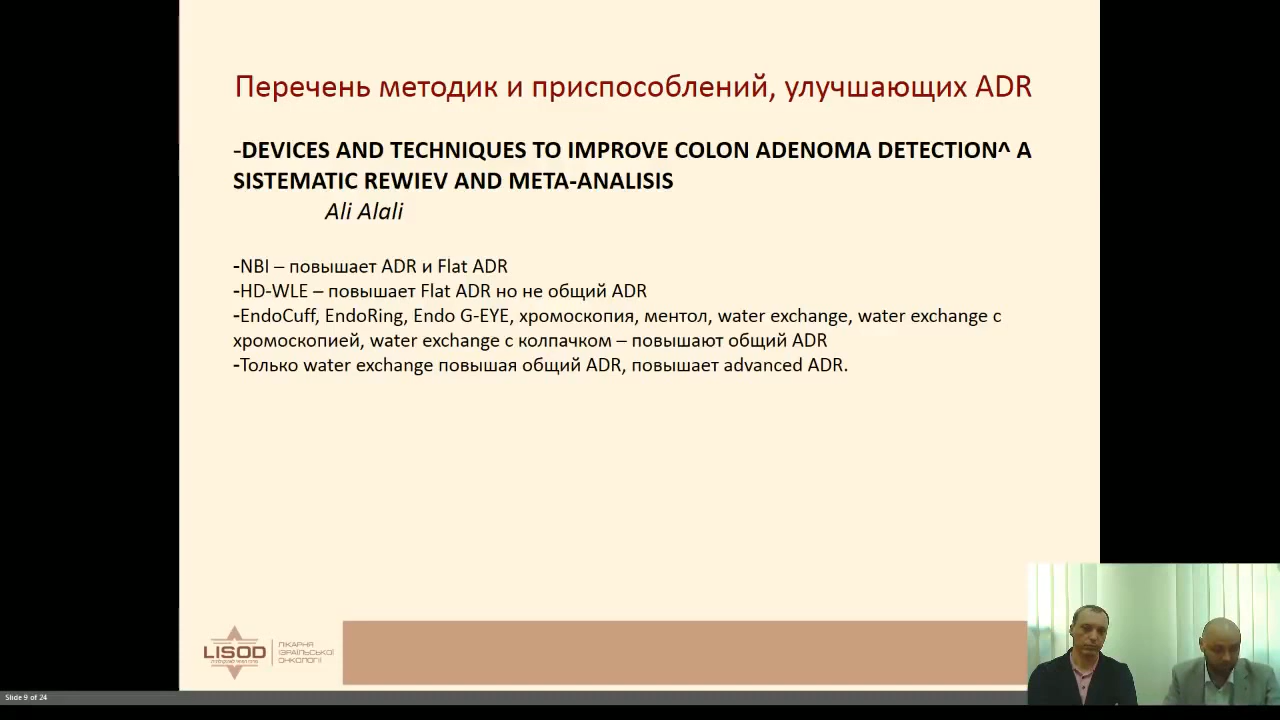 Перечень методик и приспособлений, улучшающих ADR
-DEVICES AND TECHNIQUES TO IMPROVE COLON ADENOMA DETECTION^ A
SISTEMATIC REWIEV AND META-ANALISIS
Ali Alali
-NBI – повышает ADR и Flat ADR
-HD-WLE – повышает Flat ADR но не общий ADR
-EndoCuff, EndoRing, Endo G-EYE, хромоскопия, ментол, water exchange, water exchange с
хромоскопией, water exchange с колпачком – повышают общий ADR
-Только water exchange повышая общий ADR, повышает advanced ADR.
LISOD
ЛІКАРНЯ
ІЗРАЇЛЬСЬКОЇ
ОНКОЛОГІЇ
Slide 9 of 24